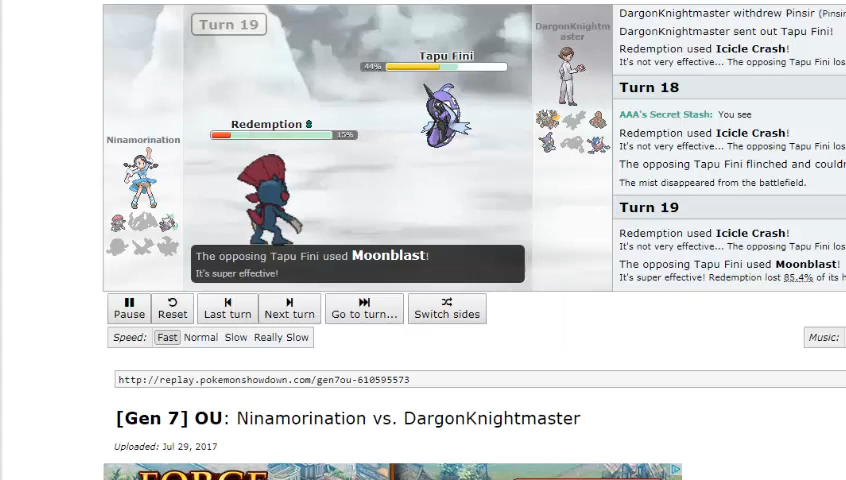 Turn 19
DargonKnightm
aster
Tapu Fini
44%
Redemption
15%
Ninamorination
The opposing Tapu Fini used Moonblast!
It's super effective!
DargonKnightmaster withdrew Pinsir (Pinsir
DargonKnightmaster sent out Tapu Fini!
Redemption used Icicle Crash!
It's not very effective... The opposing Tapu Fini los
Turn 18
AAA's Secret Stash: You see
Redemption used Icicle Crash!
It's not very effective... The opposing Tapu Fini los
The opposing Tapu Fini flinched and couldn
The mist disappeared from the battlefield.
Turn 19
Redemption used Icicle Crash!
It's not very effective... The opposing Tapu Fini los
The opposing Tapu Fini used Moonblast!
It's super effective! Redemption lost 85.4% of its h
Pause Reset Last turn Next turn Go to turn... Switch sides
Speed: Fast Normal Slow Really Slow
Music:
http://replay.pokemonshowdown.com/gen7ou-610595573
[Gen 7] OU: Ninamorination vs. DargonKnightmaster
Uploaded: Jul 29, 2017
FORGE